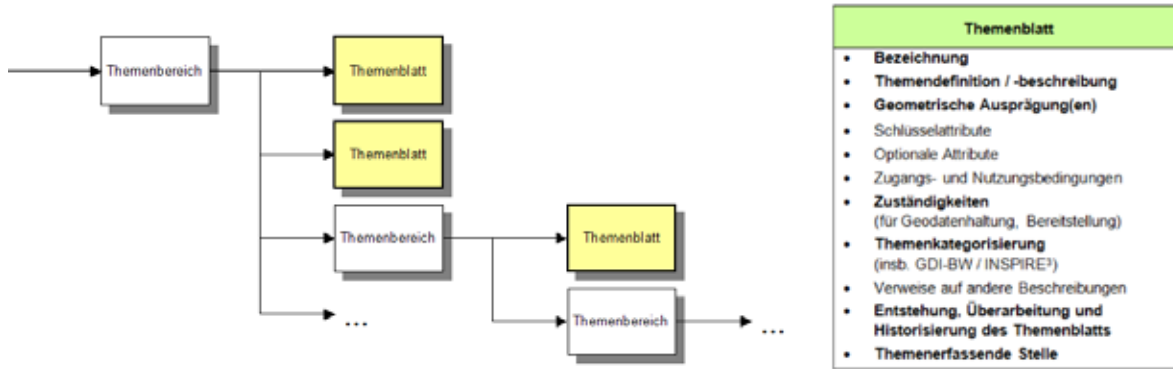 Themenbereich
Themenblatt
Themenblatt
Themenbereich
Themenblatt
...
Themenbereich
...
Themenblatt
• Bezeichnung
• Themendefinition / -beschreibung
• Geometrische Ausprägung(en)
• Schlüsselattribute
• Optionale Attribute
• Zugangs- und Nutzungsbedingungen
• Zuständigkeiten
(für Geodatenhaltung, Bereitstellung)
• Themenkategorisierung
(insb. GDI-BW / INSPIRE³)
• Verweise auf andere Beschreibungen
• Entstehung, Überarbeitung und
Historisierung des Themenblatts
• Themenerfassende Stelle